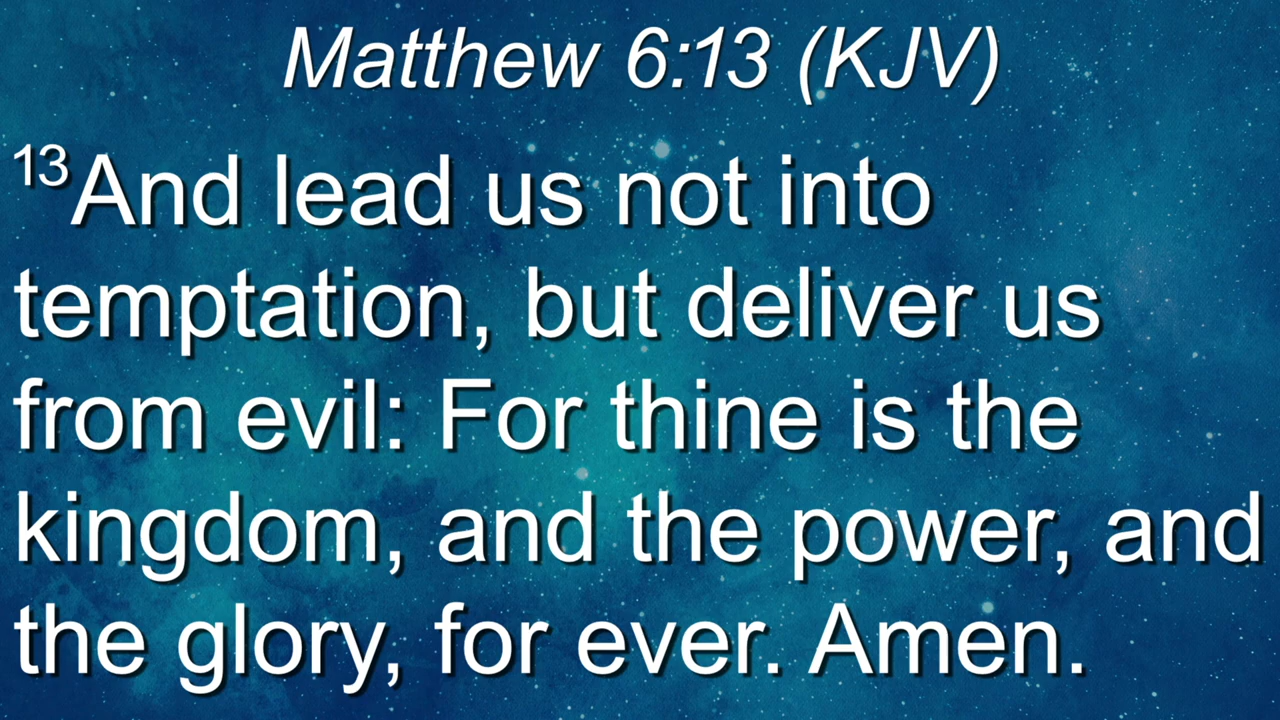 Matthew 6:13 (KJV)
13And lead us not into
temptation, but deliver us
from evil: For thine is the
kingdom, and the power, and
the glory, for ever. Amen.